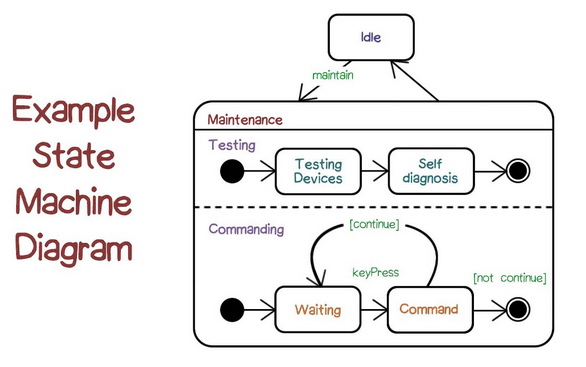 Example
State
Machine
Diagram
Idle
maintain
Maintenance
Testing
Testing
Devices
Self
diagnosis
Commanding
[continue]
keyPress
[not continue]
Waiting
Command